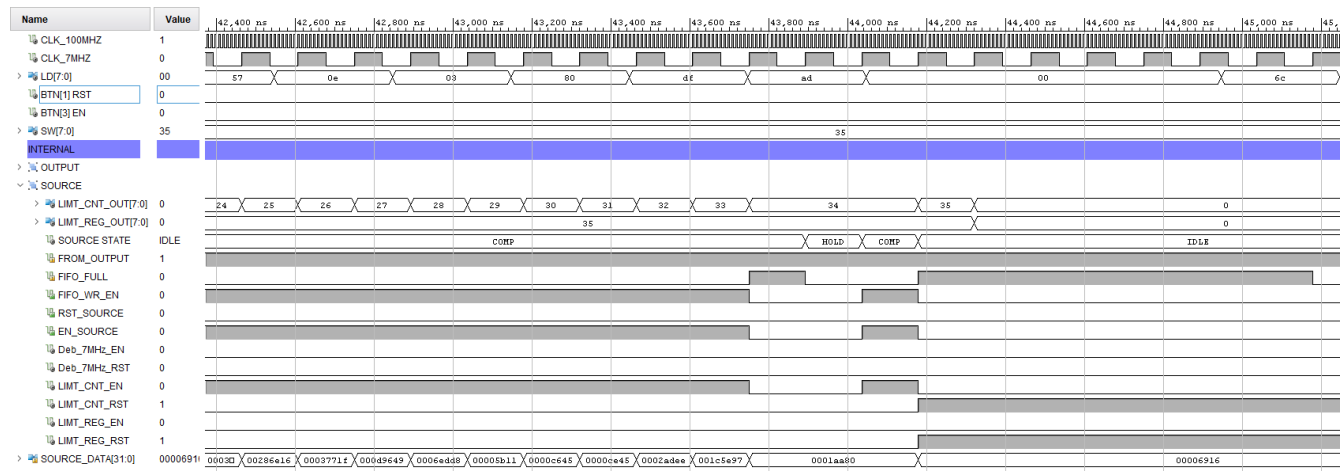 Name Value 42,400 ns 42,600 ns 42,800 ns 43,000 ns 43,200 ns 43,400 ns 43,600 ns 43,800 ns 44,000 ns 44,200 ns 44,400 ns 44,600 ns 44,800 ns 45,000 ns 45,
CLK_100MHZ 1
CLK_7MHZ 0
LD[7:0] 00 57 0e 03 80 df ad 00 6c
BTN[1] RST 0
BTN[3] EN 0
SW[7:0] 35 35
INTERNAL
OUTPUT
SOURCE
LIMT_CNT_OUT[7:0] 0 24 25 26 27 28 29 30 31 32 33 34 35 0
LIMT_REG_OUT[7:0] 0 35 0
SOURCE STATE IDLE COMP HOLD COMP IDLE
FROM_OUTPUT 1
FIFO_FULL 0
FIFO_WR_EN 0
RST_SOURCE 0
EN_SOURCE 0
Deb_7MHz_EN 0
Deb_7MHz_RST 0
LIMT_CNT_EN 0
LIMT_CNT_RST 1
LIMT_REG_EN 0
LIMT_REG_RST 1
SOURCE_DATA[31:0] 0000691 0003 00286e16 0003771f 000d9649 0006edd8 00005b11 0000c645 0000ce45 0002adee 001c5e97 0001aa80 00006916